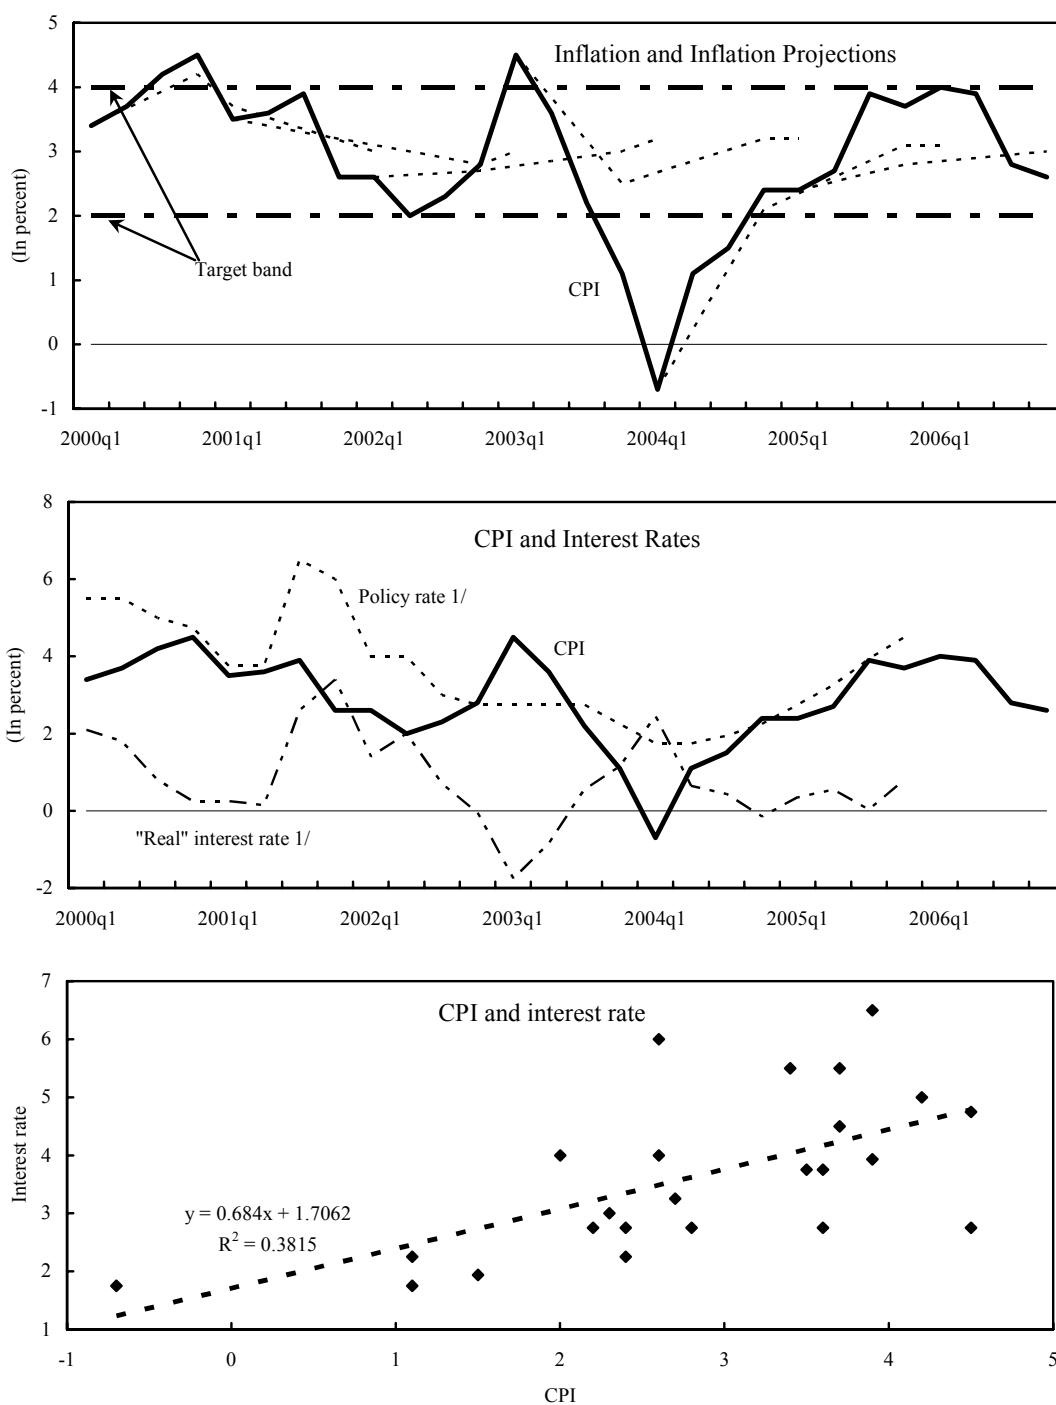 Inflation and Inflation Projections
(In percent)
5
4
3
2
1
0
-1
Target band
CPI
2000q1 2001q1 2002q1 2003q1 2004q1 2005q1 2006q1
CPI and Interest Rates
(In percent)
8
6
4
2
0
-2
Policy rate 1/
CPI
"Real" interest rate 1/
2000q1 2001q1 2002q1 2003q1 2004q1 2005q1 2006q1
CPI and interest rate
Interest rate
7
6
5
4
3
2
1
y = 0.684x + 1.7062
R² = 0.3815
-1 0 1 2 3 4 5
CPI